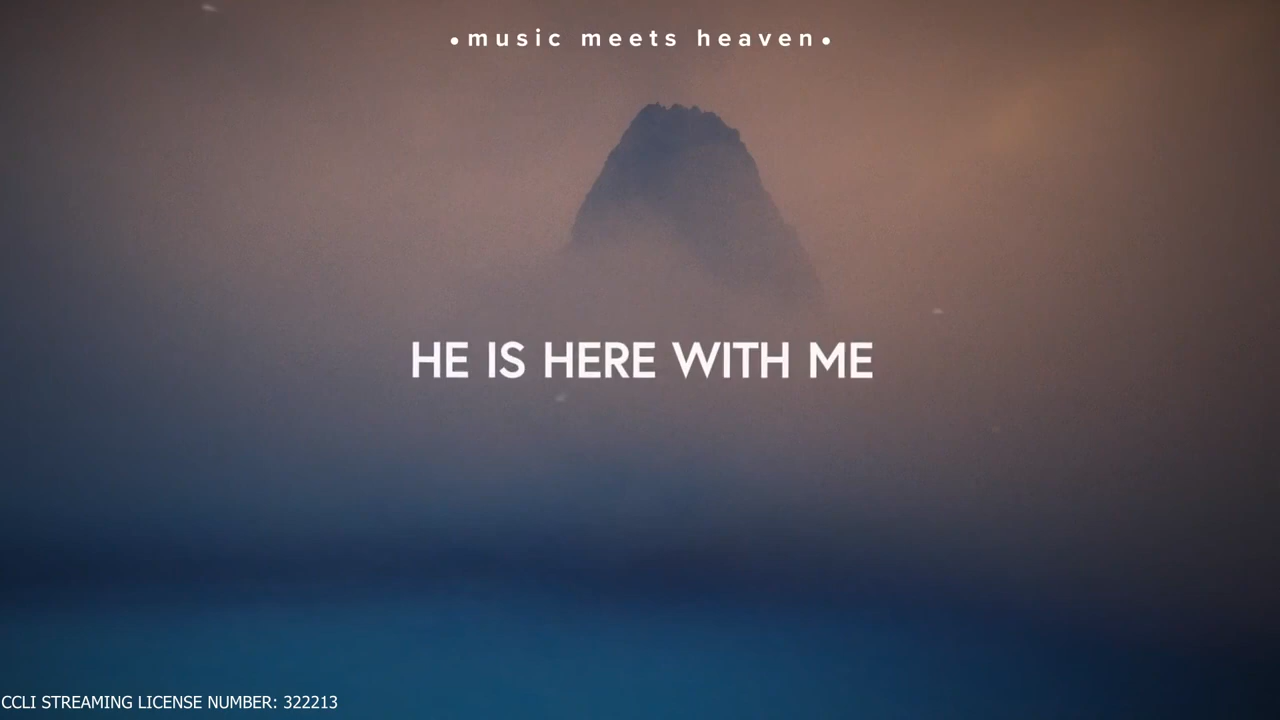 •music meets heaven•
HE IS HERE WITH ME
CCLI STREAMING LICENSE NUMBER: 322213